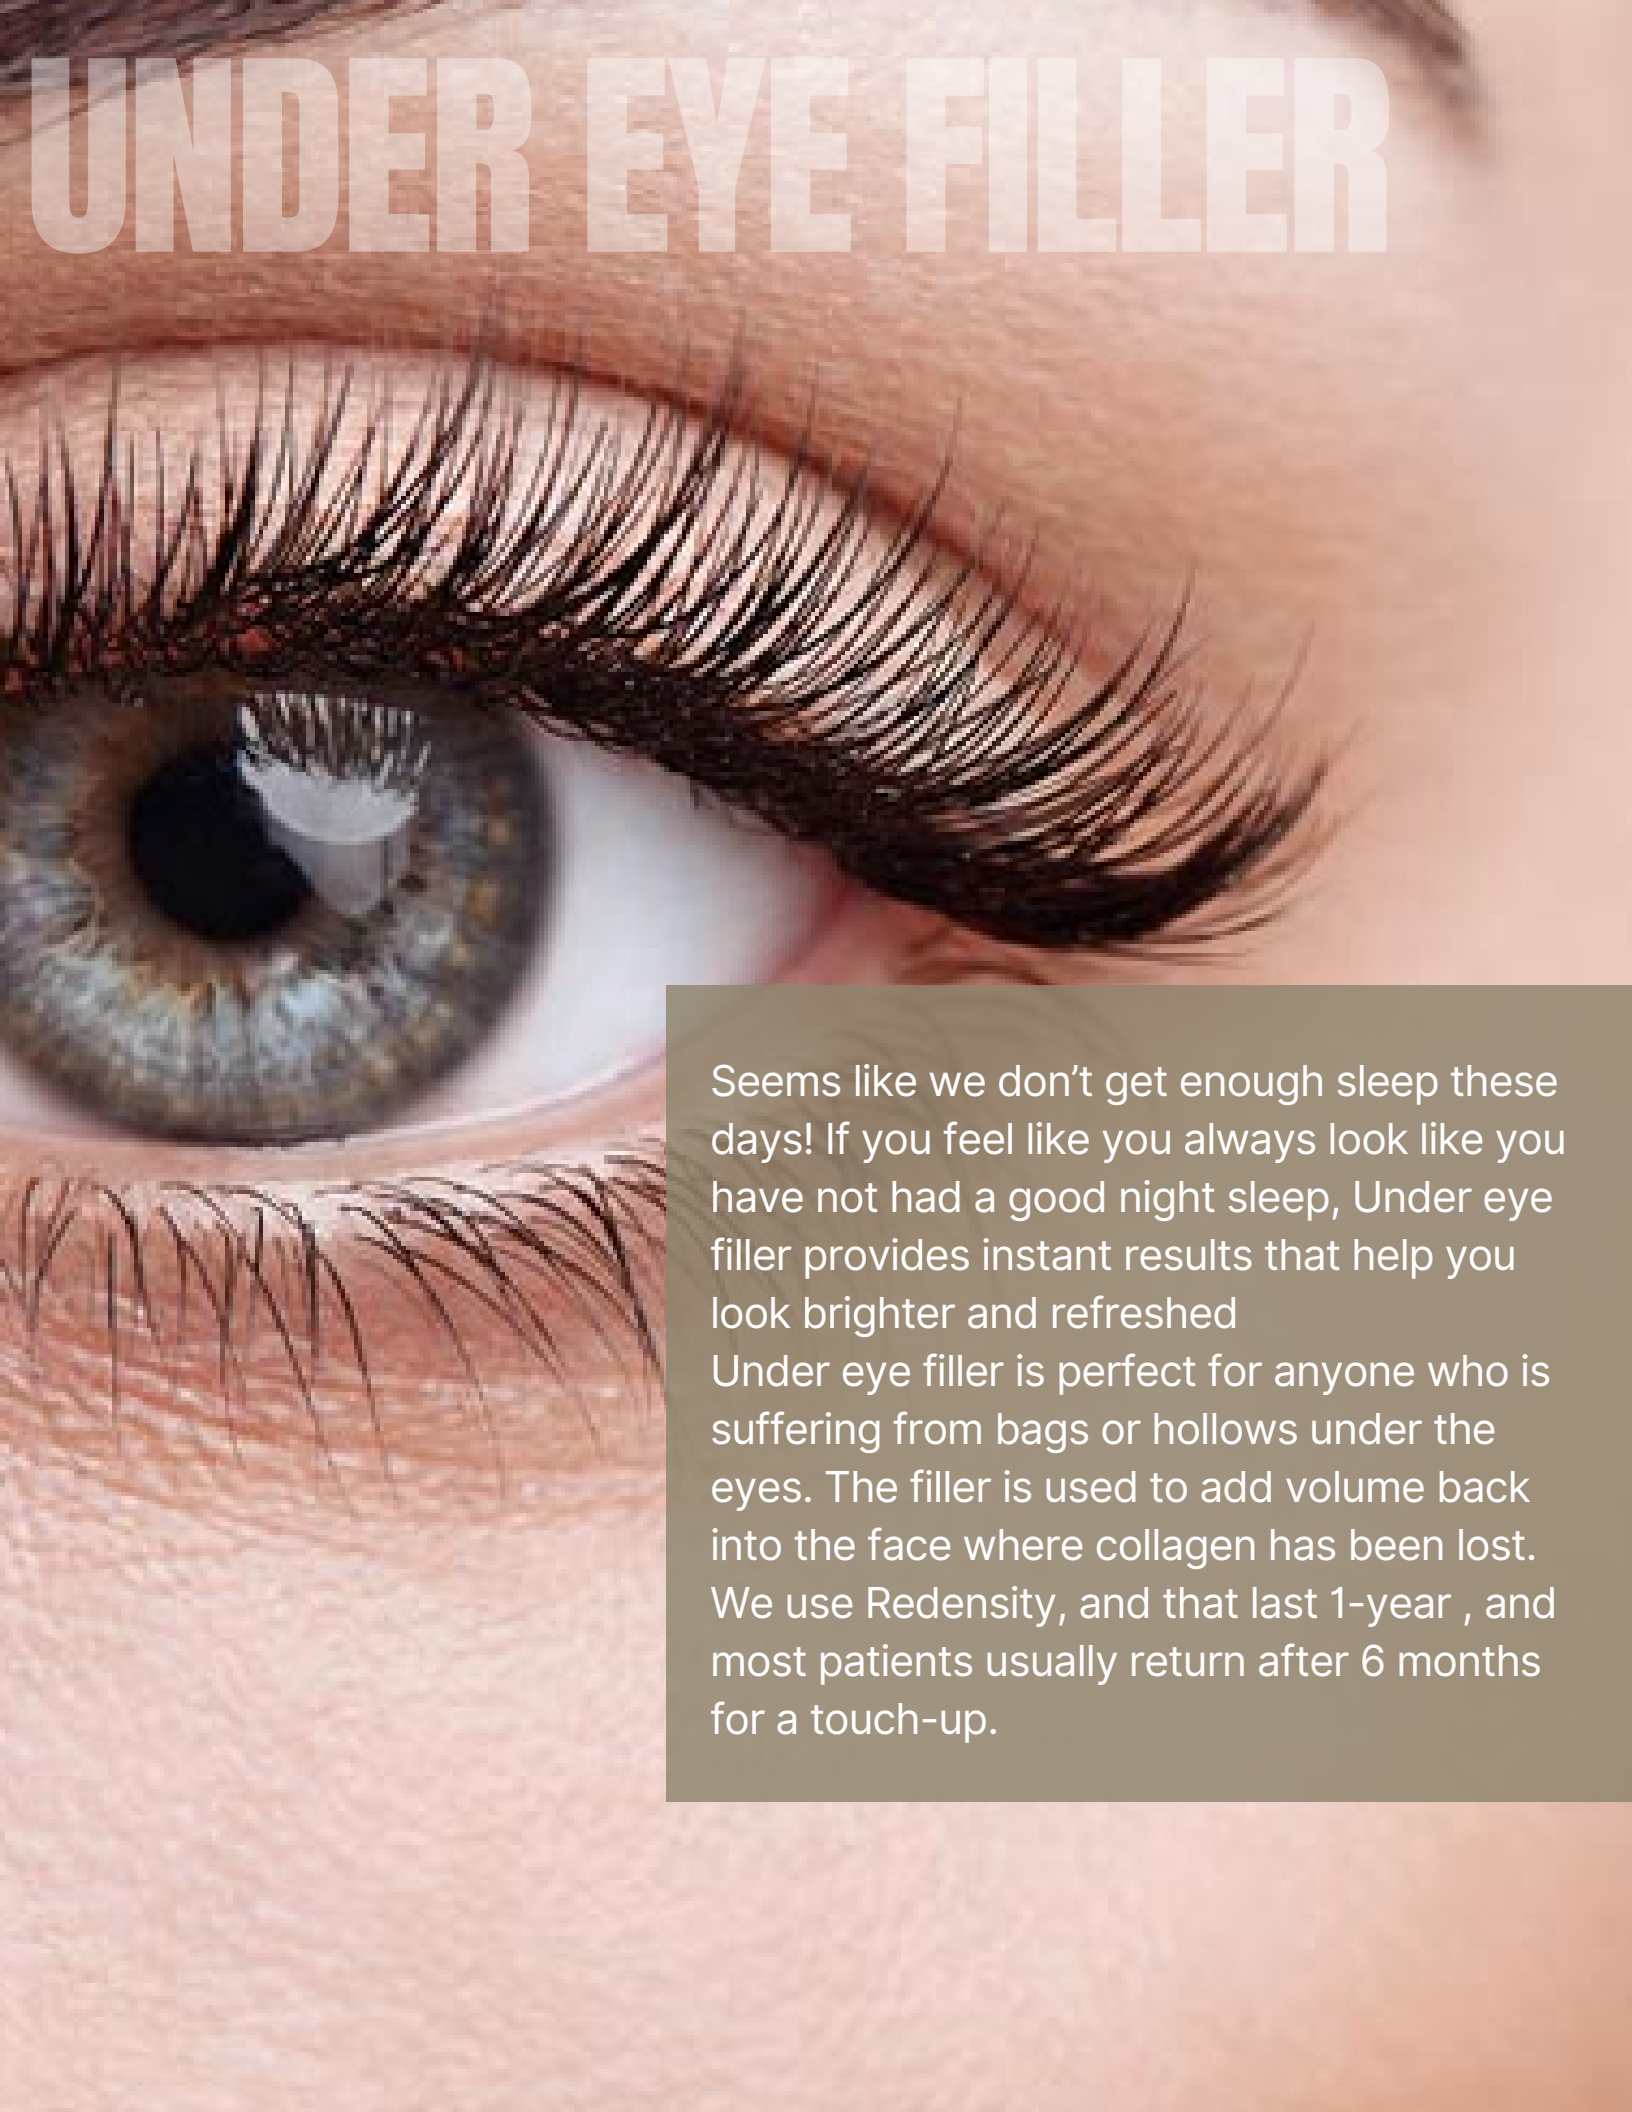 UNDER EYE FILLER
Seems like we don’t get enough sleep these
days! If you feel like you always look like you
have not had a good night sleep, Under eye
filler provides instant results that help you
look brighter and refreshed
Under eye filler is perfect for anyone who is
suffering from bags or hollows under the
eyes. The filler is used to add volume back
into the face where collagen has been lost.
We use Redensity, and that last 1-year , and
most patients usually return after 6 months
for a touch-up.